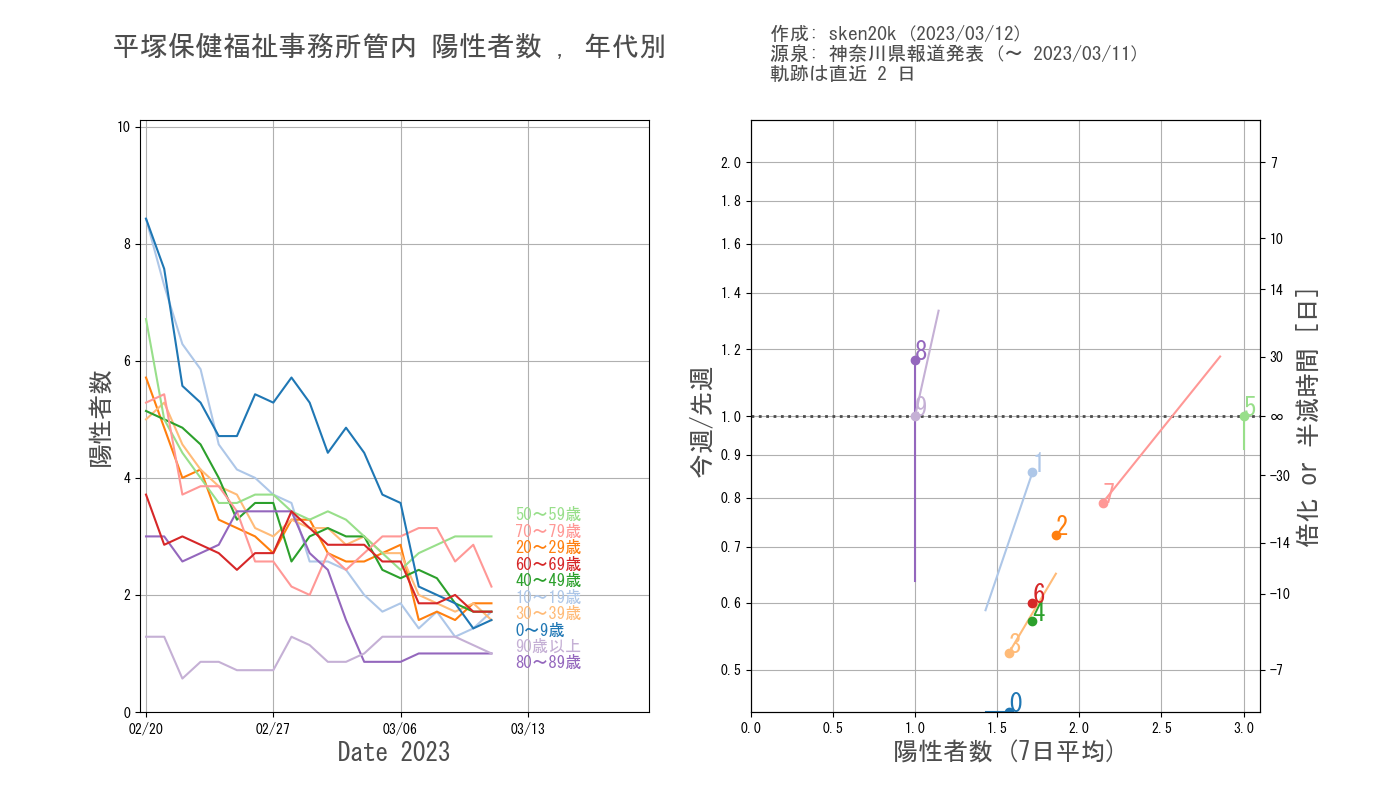 平塚保健福祉事務所管内 陽性者数 , 年代別
作成: sken20k (2023/03/12)
源泉: 神奈川県報道発表 (〜 2023/03/11)
軌跡は直近 2 日
陽性者数
10
8
6
4
2
0
02/20
02/27
03/06
03/13
Date 2023
50〜59歳
70〜79歳
20〜29歳
60〜69歳
40〜49歳
10〜19歳
30〜39歳
0〜9歳
90歳以上
80〜89歳
今週/先週
2.0
1.8
1.6
1.4
1.2
1.0
0.9
0.8
0.7
0.6
0.5
0.0
0.5
1.0
1.5
2.0
2.5
3.0
陽性者数 (7日平均)
8
9
5
1
7
2
6
4
3
0
7
10
14
30
∞
−30
−14
−10
−7
倍化 or 半減時間 [日]